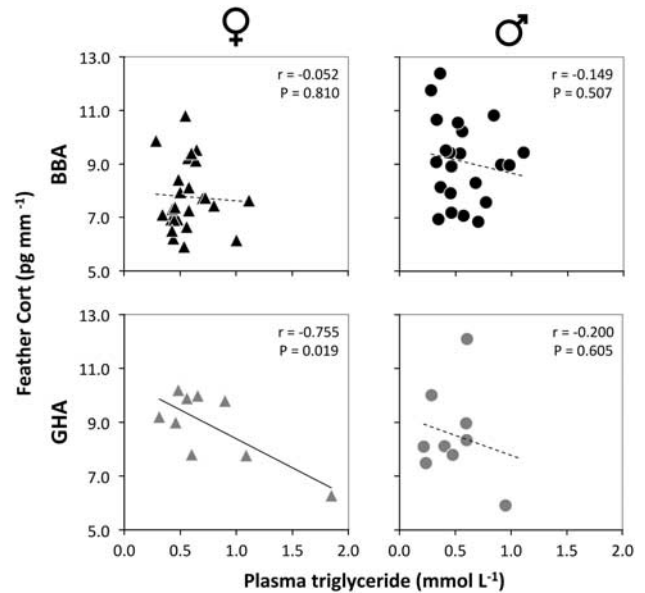 ♀ ♂
13.0
11.0
9.0
7.0
5.0
r = -0.052
P = 0.810
r = -0.149
P = 0.507
BBA
Feather Cort (pg mm -1)
13.0
11.0
9.0
7.0
5.0
r = -0.755
P = 0.019
r = -0.200
P = 0.605
GHA
0.0 0.5 1.0 1.5 2.0
0.0 0.5 1.0 1.5 2.0
Plasma triglyceride (mmol L-1)